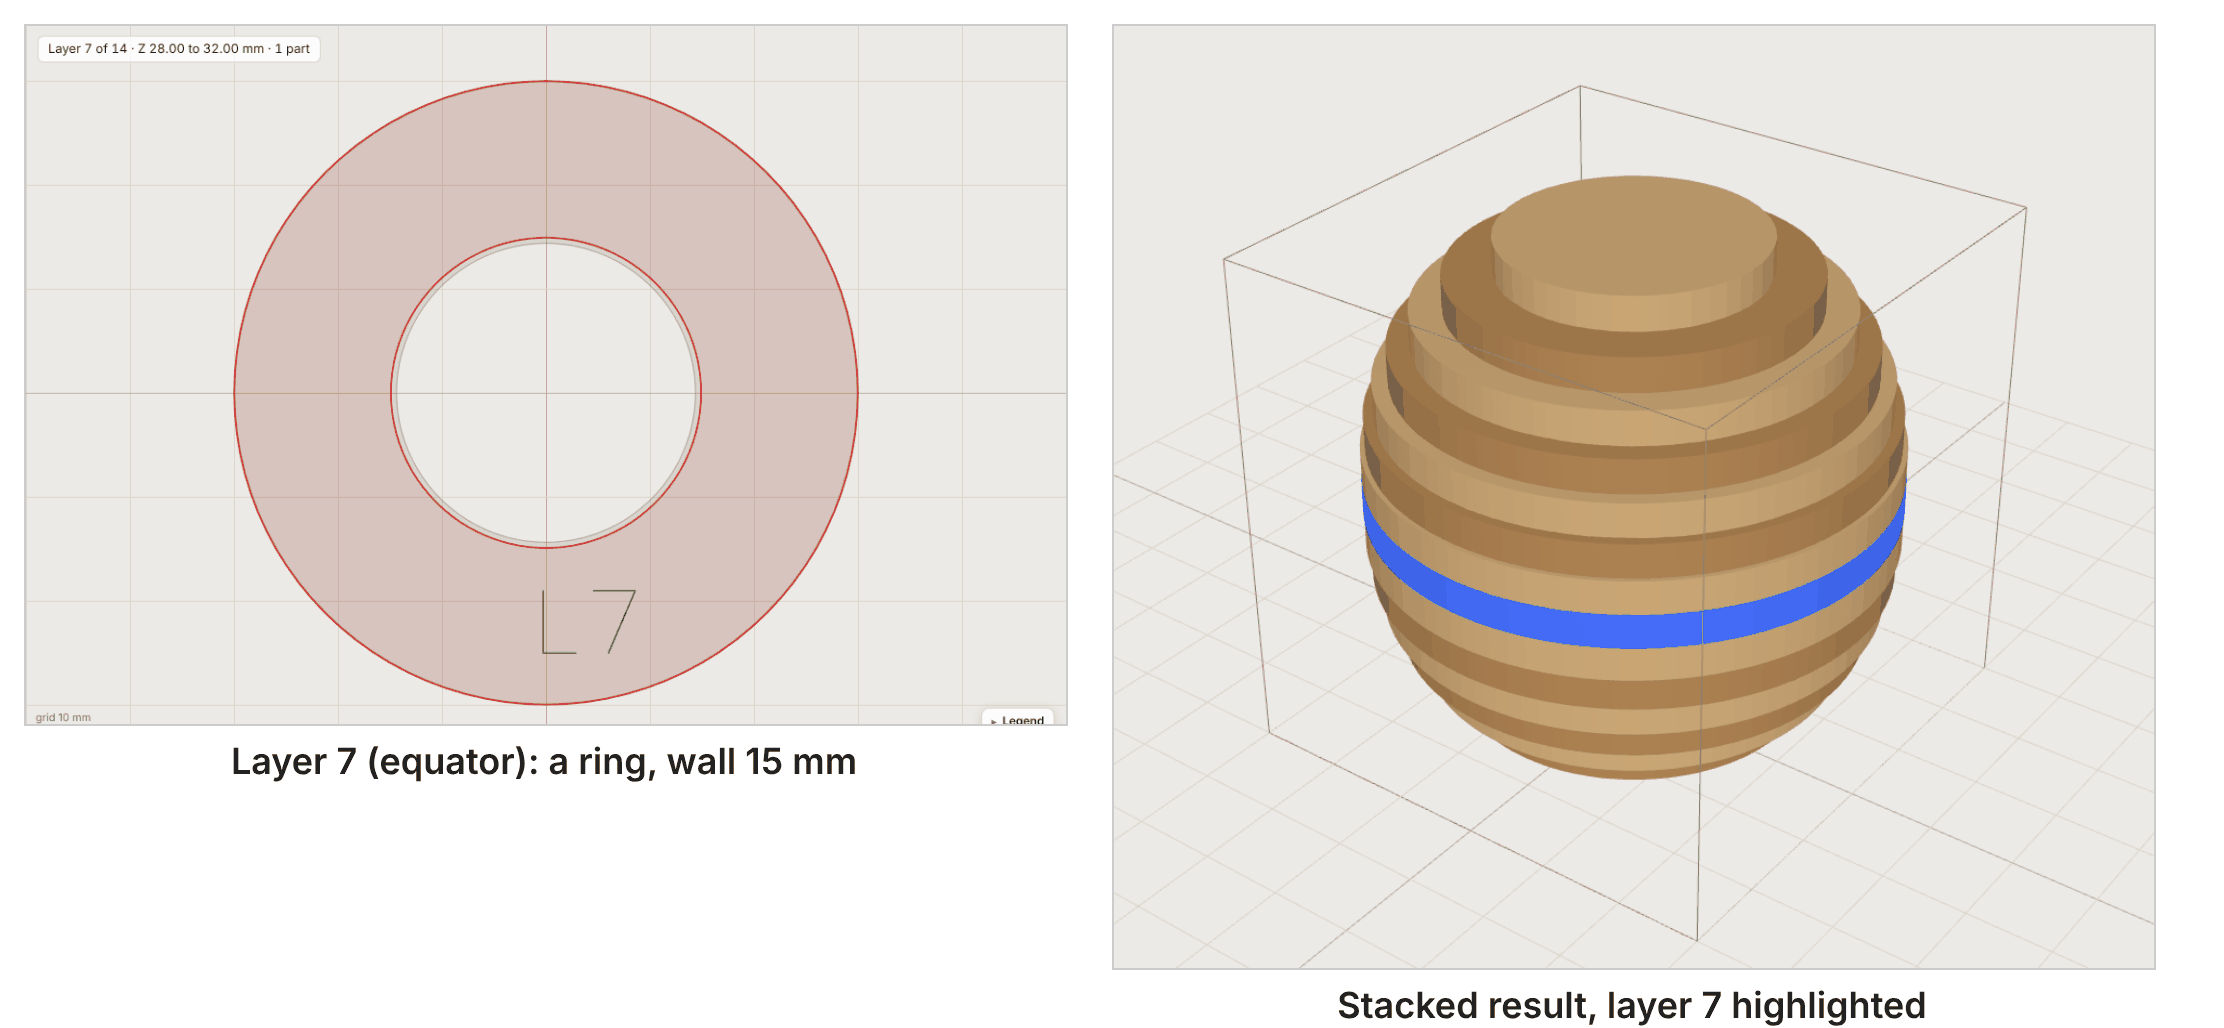 Layer 7 of 14 · Z 28.00 to 32.00 mm · 1 part
L7
grid 10 mm
▸ Legend
Layer 7 (equator): a ring, wall 15 mm
Stacked result, layer 7 highlighted